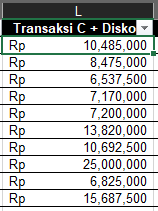 L
Transaksi C + Disko
Rp 10,485,000
Rp 8,475,000
Rp 6,537,500
Rp 7,170,000
Rp 7,200,000
Rp 13,820,000
Rp 10,692,500
Rp 25,000,000
Rp 6,825,000
Rp 15,687,500